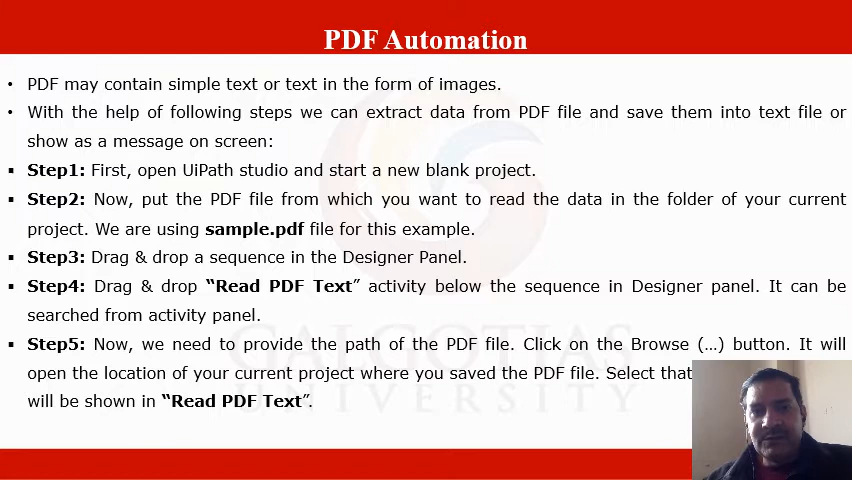 PDF Automation
• PDF may contain simple text or text in the form of images.
• With the help of following steps we can extract data from PDF file and save them into text file or
show as a message on screen:
▪ Step1: First, open UiPath studio and start a new blank project.
▪ Step2: Now, put the PDF file from which you want to read the data in the folder of your current
project. We are using sample.pdf file for this example.
▪ Step3: Drag & drop a sequence in the Designer Panel.
▪ Step4: Drag & drop “Read PDF Text” activity below the sequence in Designer panel. It can be
searched from activity panel.
▪ Step5: Now, we need to provide the path of the PDF file. Click on the Browse (…) button. It will
open the location of your current project where you saved the PDF file. Select that
will be shown in “Read PDF Text”.
GALGOTIAS
UNIVERSITY